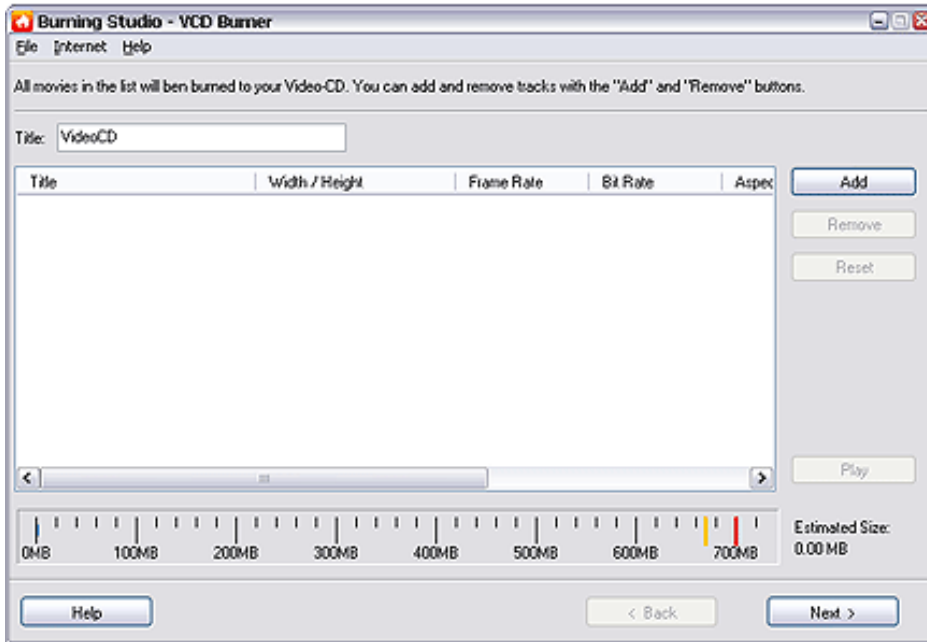 Burning Studio - VCD Burner
File Internet Help
All movies in the list will ben burned to your Video-CD. You can add and remove tracks with the "Add" and "Remove" buttons.
Title: VideoCD
Title Width / Height Frame Rate Bit Rate Aspec
Add
Remove
Reset
Play
0MB 100MB 200MB 300MB 400MB 500MB 600MB 700MB
Estimated Size:
0.00 MB
Help < Back Next >